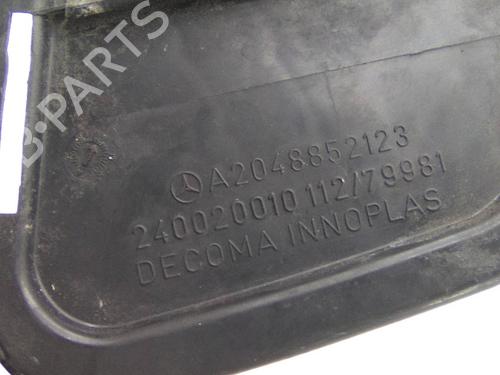 B-PARTS
A2048852123
240020010 112/79981
DECOMA INNOPLAS